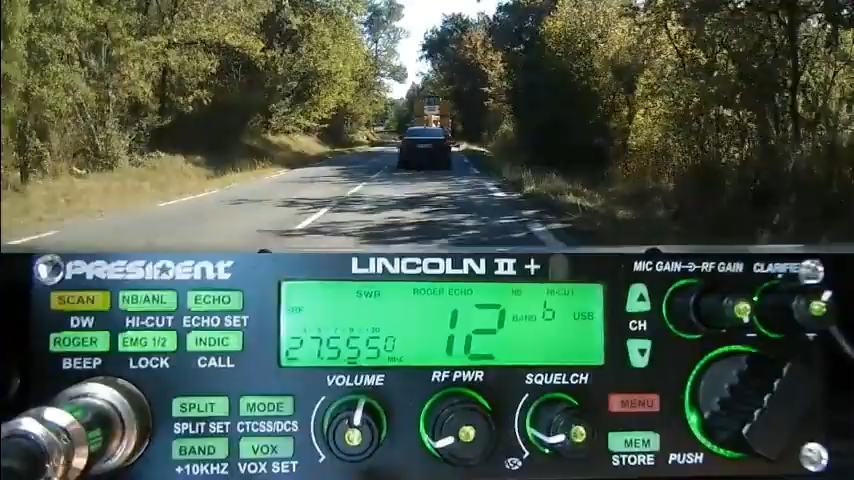 PRESIDENT
LINCOLN II +
MIC GAIN RF GAIN CLARIFIER
SCAN NB/ANL ECHO
DW HI-CUT ECHO SET
ROGER EMG 1/2 INDIC
BEEP LOCK CALL
SWR ROGER ECHO NB HI-CUT
27.5550 12 BAND b USB
CH
VOLUME RF PWR SQUELCH
SPLIT MODE
SPLIT SET CTCSS/DCS
BAND VOX
+10KHz VOX SET
MENU
MEM
STORE PUSH